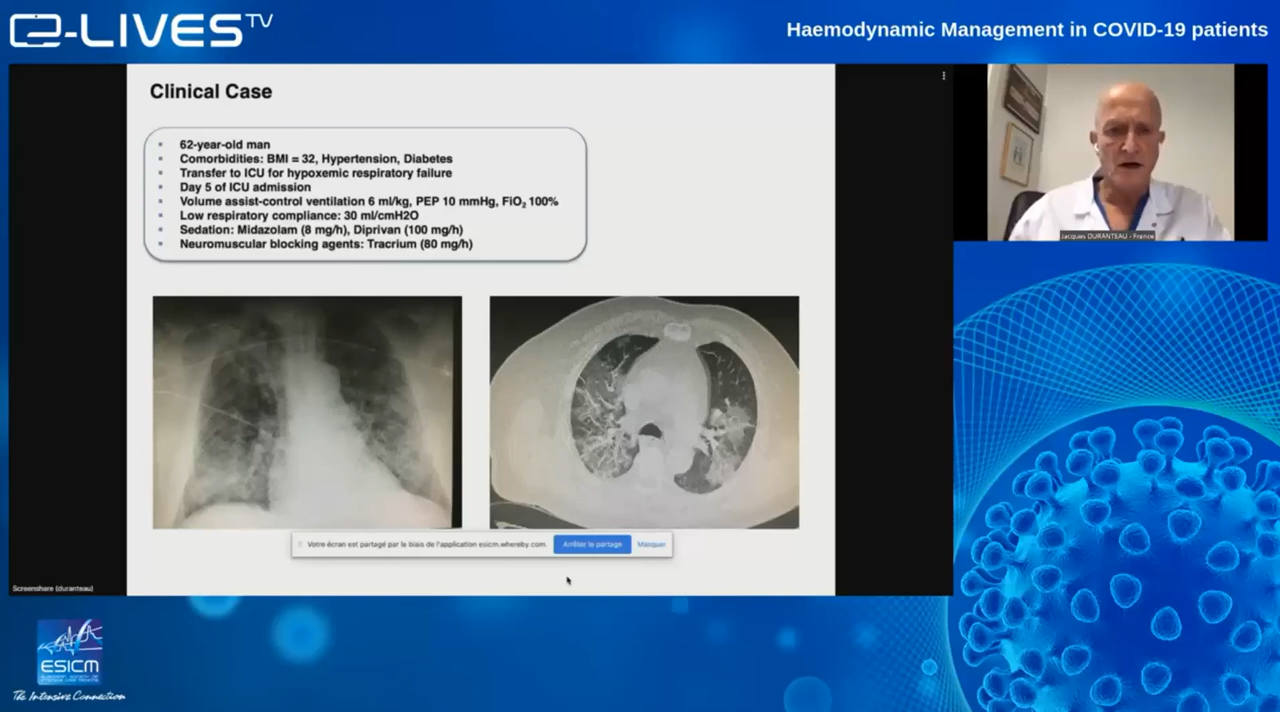 e-LIVES TV
Haemodynamic Management in COVID-19 patients
Clinical Case
62-year-old man
Comorbidities: BMI = 32, Hypertension, Diabetes
Transfer to ICU for hypoxemic respiratory failure
Day 5 of ICU admission
Volume assist-control ventilation 6 ml/kg, PEP 10 mmHg, FiO₂ 100%
Low respiratory compliance: 30 ml/cmH2O
Sedation: Midazolam (8 mg/h), Diprivan (100 mg/h)
Neuromuscular blocking agents: Tracrium (80 mg/h)
Jacques DURANTEAU - France
Votre écran est partagé par le biais de l'application esicm.whereby.com.
Arrêter le partage
Masquer
Screenshare (duranteau)
ESICM
The Intensive Connection